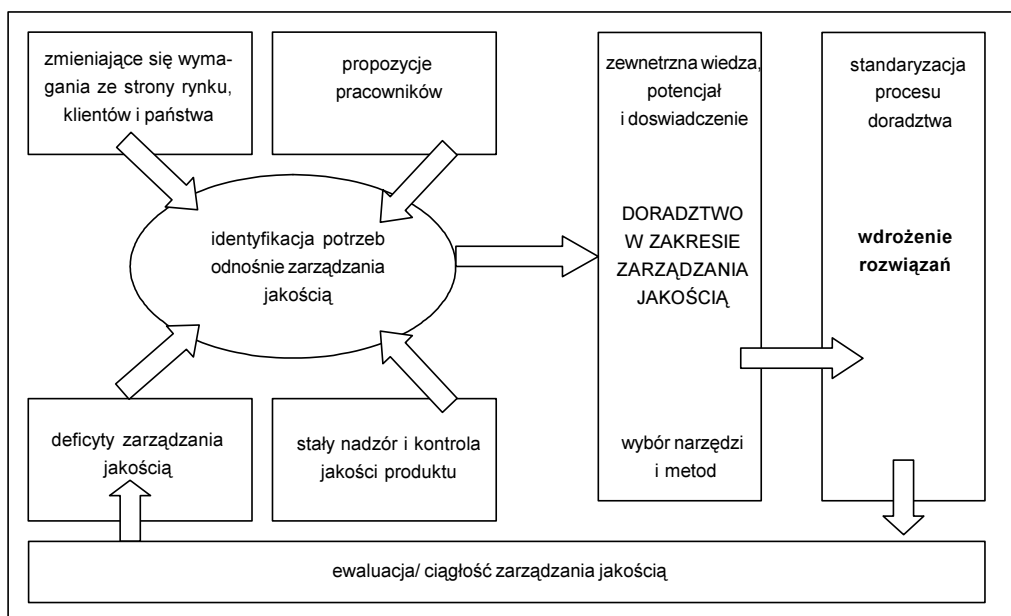 zmieniające się wyma-
gania ze strony rynku,
klientów i państwa
propozycje
pracowników
identyfikacja potrzeb
odnośnie zarządzania
jakością
deficyty zarządzania
jakością
stały nadzór i kontrola
jakości produktu
zewnetrzna wiedza,
potencjał
i doswiadczenie
DORADZTWO
W ZAKRESIE
ZARZĄDZANIA
JAKOŚCIĄ
wybór narzędzi
i metod
standaryzacja
procesu
doradztwa
wdrożenie
rozwiązań
ewaluacja/ ciągłość zarządzania jakością